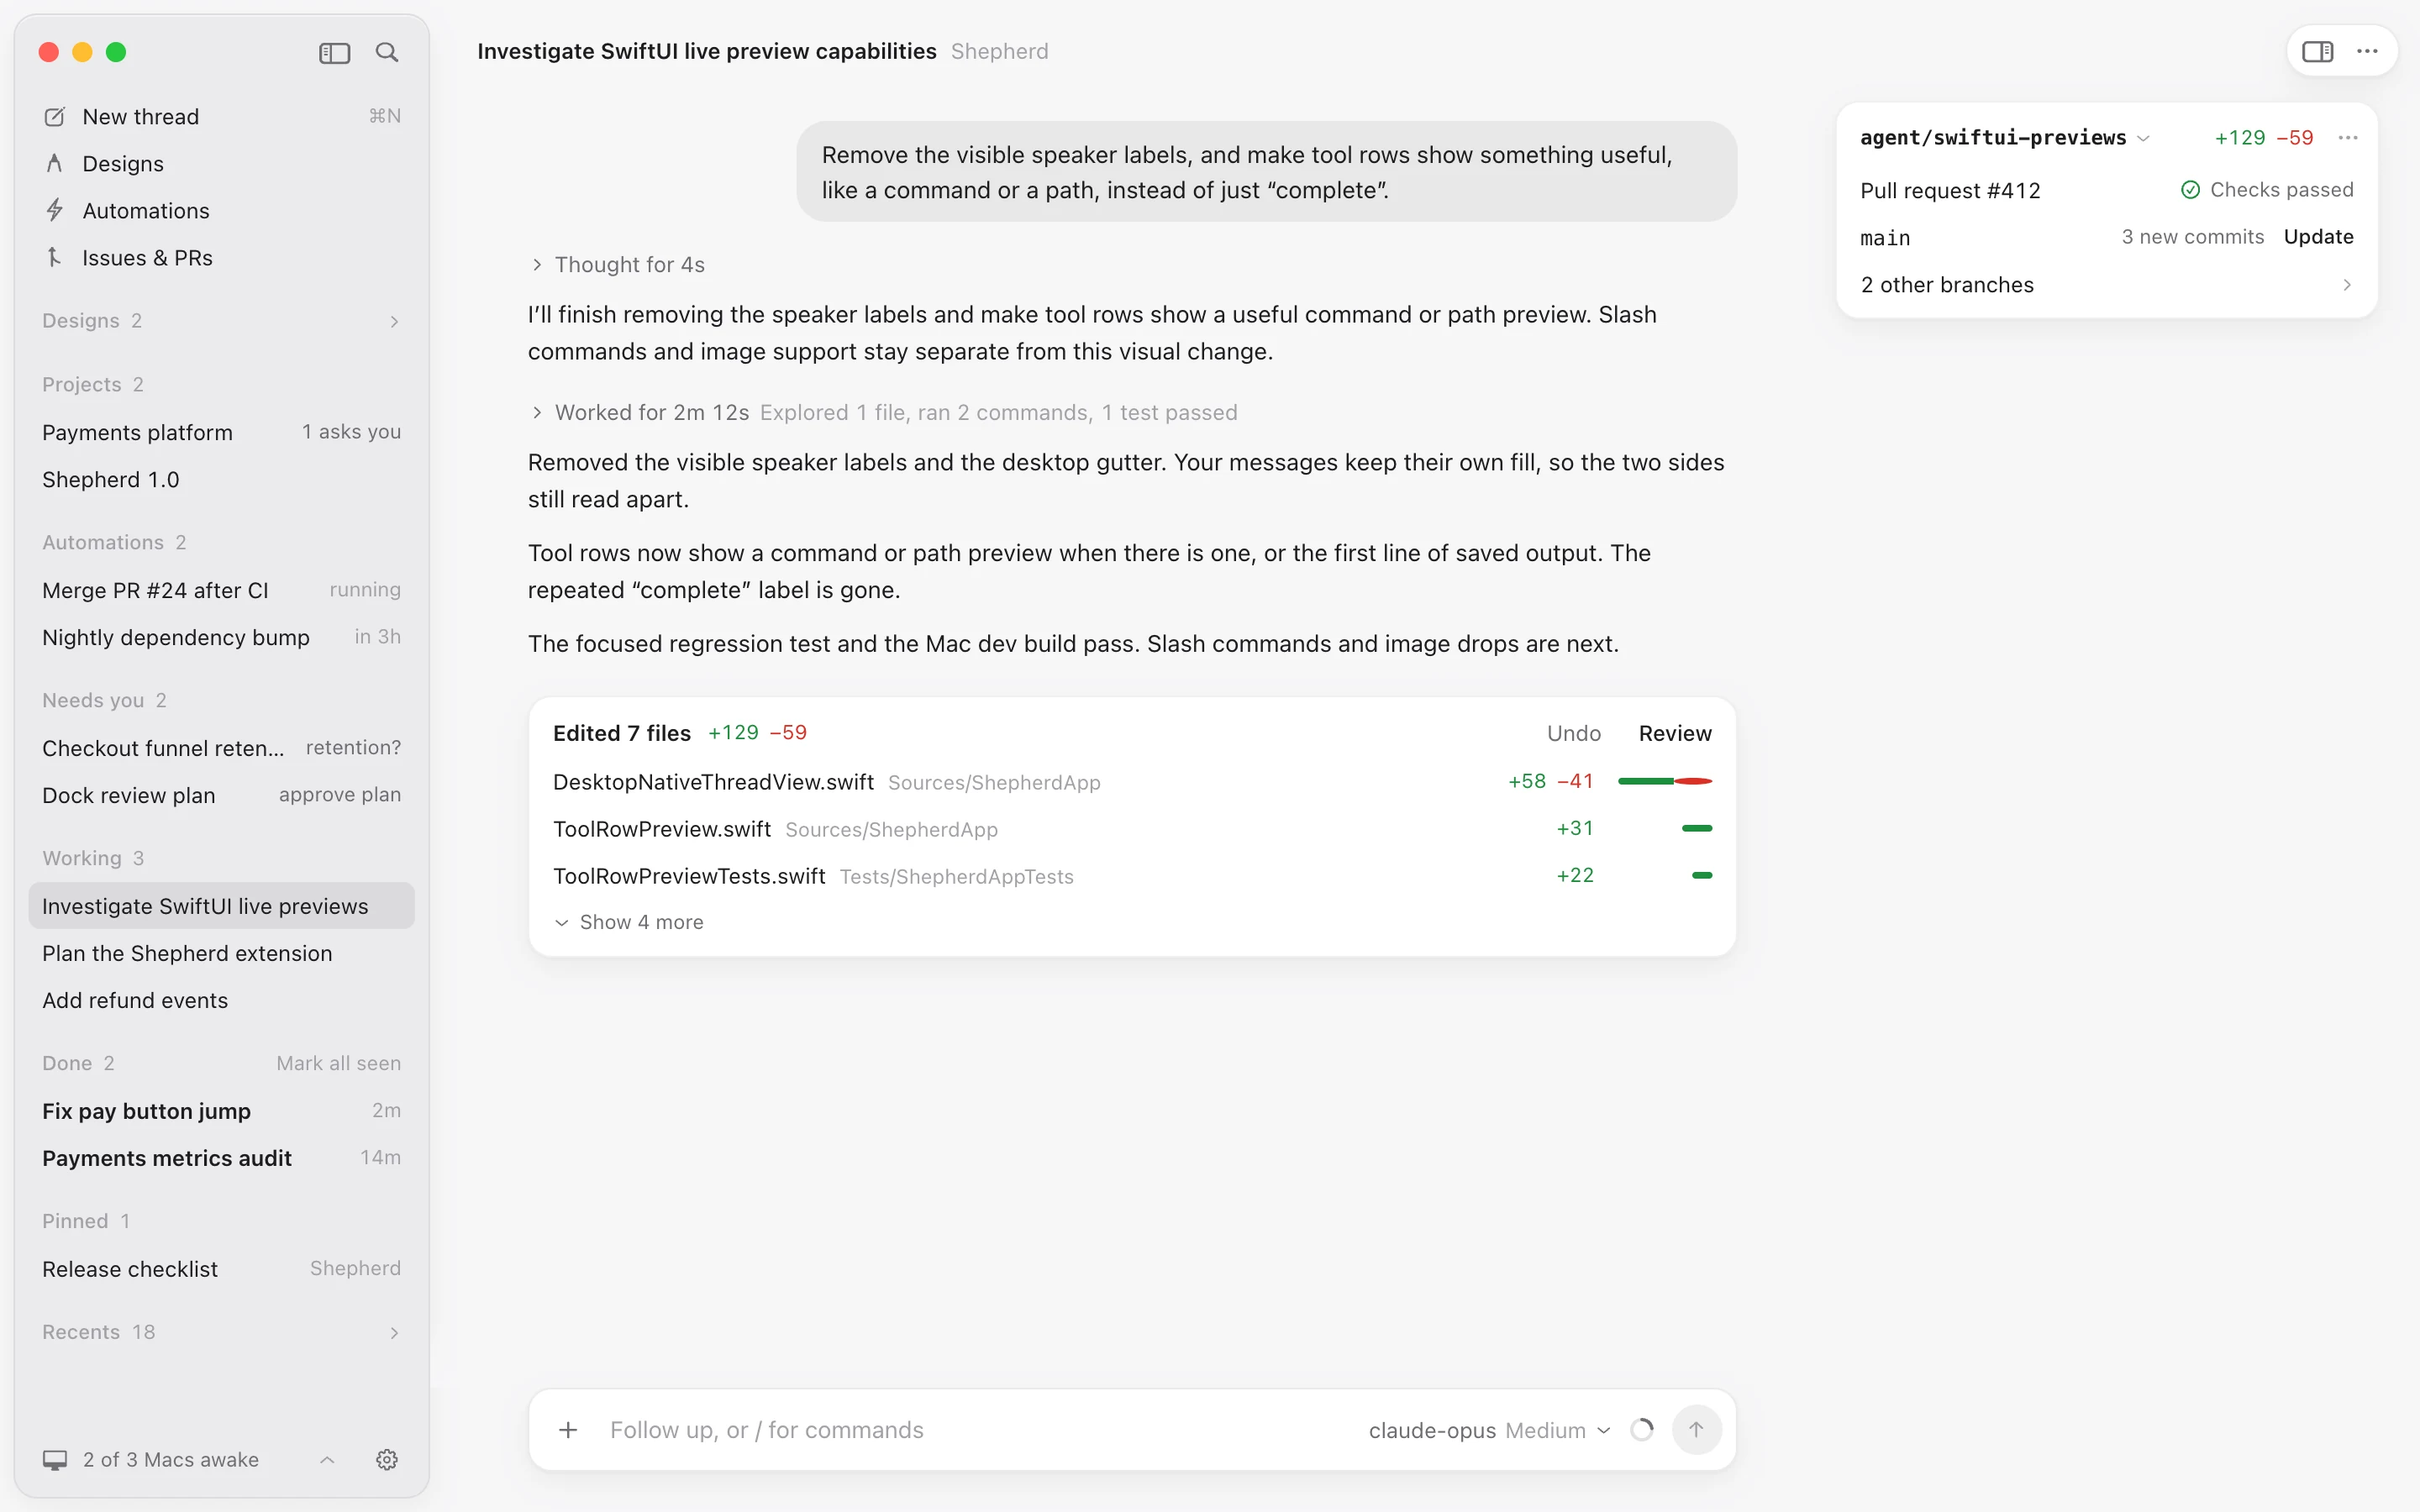 New thread ⌘N
Designs
Automations
Issues & PRs
Designs 2
Projects 2
Payments platform 1 asks you
Shepherd 1.0
Automations 2
Merge PR #24 after CI running
Nightly dependency bump in 3h
Needs you 2
Checkout funnel reten... retention?
Dock review plan approve plan
Working 3
Investigate SwiftUI live previews
Plan the Shepherd extension
Add refund events
Done 2 Mark all seen
Fix pay button jump 2m
Payments metrics audit 14m
Pinned 1
Release checklist Shepherd
Recents 18
2 of 3 Macs awake
Investigate SwiftUI live preview capabilities Shepherd
Remove the visible speaker labels, and make tool rows show something useful,
like a command or a path, instead of just “complete”.
Thought for 4s
I’ll finish removing the speaker labels and make tool rows show a useful command or path preview. Slash
commands and image support stay separate from this visual change.
Worked for 2m 12s Explored 1 file, ran 2 commands, 1 test passed
Removed the visible speaker labels and the desktop gutter. Your messages keep their own fill, so the two sides
still read apart.
Tool rows now show a command or path preview when there is one, or the first line of saved output. The
repeated “complete” label is gone.
The focused regression test and the Mac dev build pass. Slash commands and image drops are next.
Edited 7 files +129 −59 Undo Review
DesktopNativeThreadView.swift Sources/ShepherdApp +58 −41
ToolRowPreview.swift Sources/ShepherdApp +31
ToolRowPreviewTests.swift Tests/ShepherdAppTests +22
Show 4 more
Follow up, or / for commands claude-opus Medium
agent/swiftui-previews +129 −59
Pull request #412 Checks passed
main 3 new commits Update
2 other branches